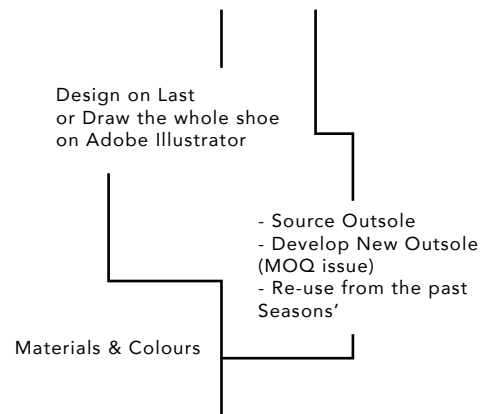 Design on Last
or Draw the whole shoe
on Adobe Illustrator
- Source Outsole
- Develop New Outsole
(MOQ issue)
- Re-use from the past
Seasons’
Materials & Colours